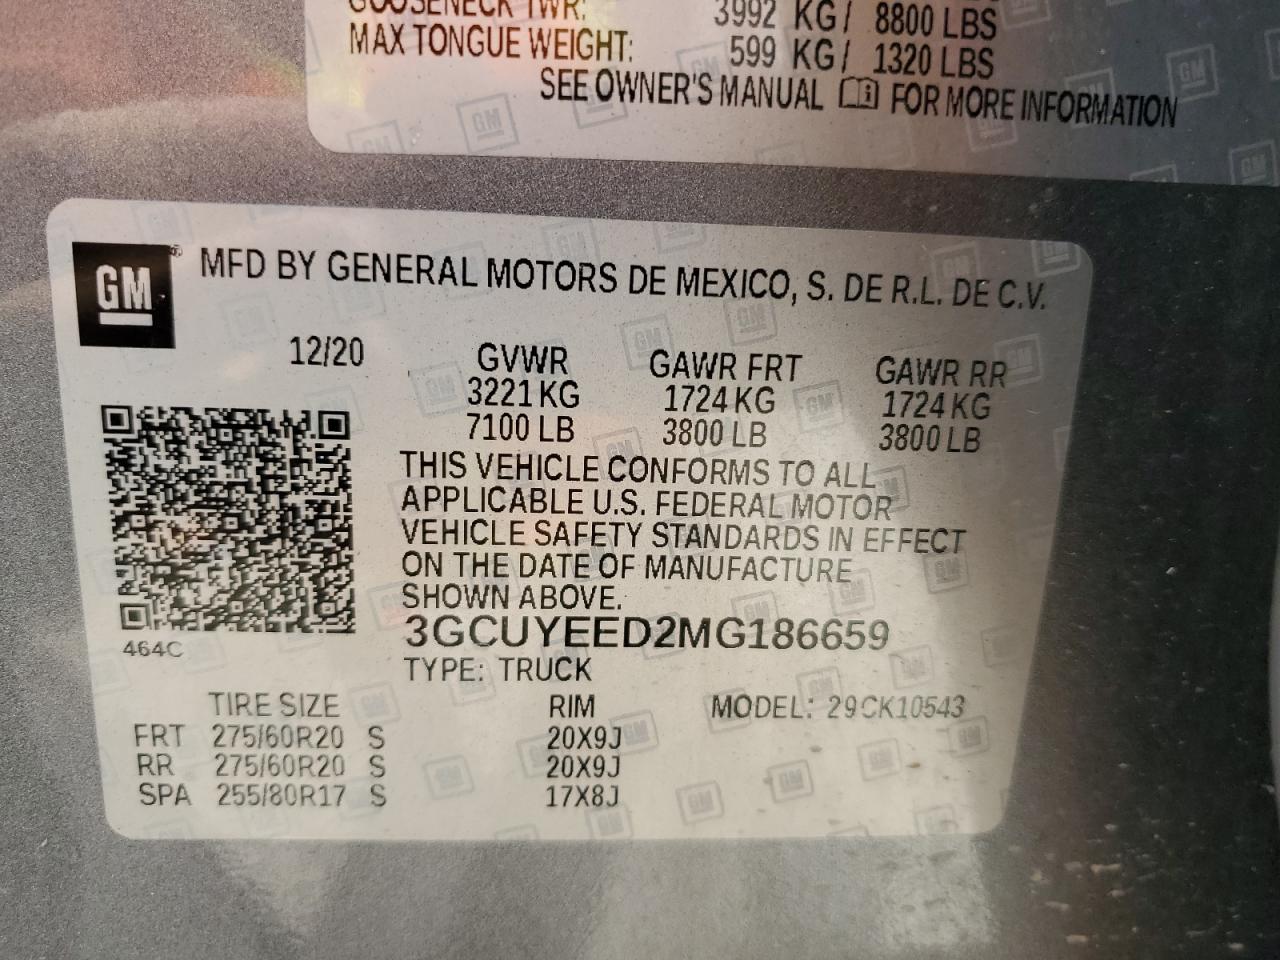 GOOSENECK TWR: 3992 KG/ 8800 LBS
MAX TONGUE WEIGHT: 599 KG/ 1320 LBS
SEE OWNER'S MANUAL FOR MORE INFORMATION
GM® MFD BY GENERAL MOTORS DE MEXICO, S. DE R.L. DE C.V.
12/20 GVWR GAWR FRT GAWR RR
3221 KG 1724 KG 1724 KG
7100 LB 3800 LB 3800 LB
THIS VEHICLE CONFORMS TO ALL
APPLICABLE U.S. FEDERAL MOTOR
VEHICLE SAFETY STANDARDS IN EFFECT
ON THE DATE OF MANUFACTURE
SHOWN ABOVE.
3GCUYEED2MG186659
464C
TYPE: TRUCK
TIRE SIZE RIM MODEL: 29CK10543
FRT 275/60R20 S 20X9J
RR 275/60R20 S 20X9J
SPA 255/80R17 S 17X8J